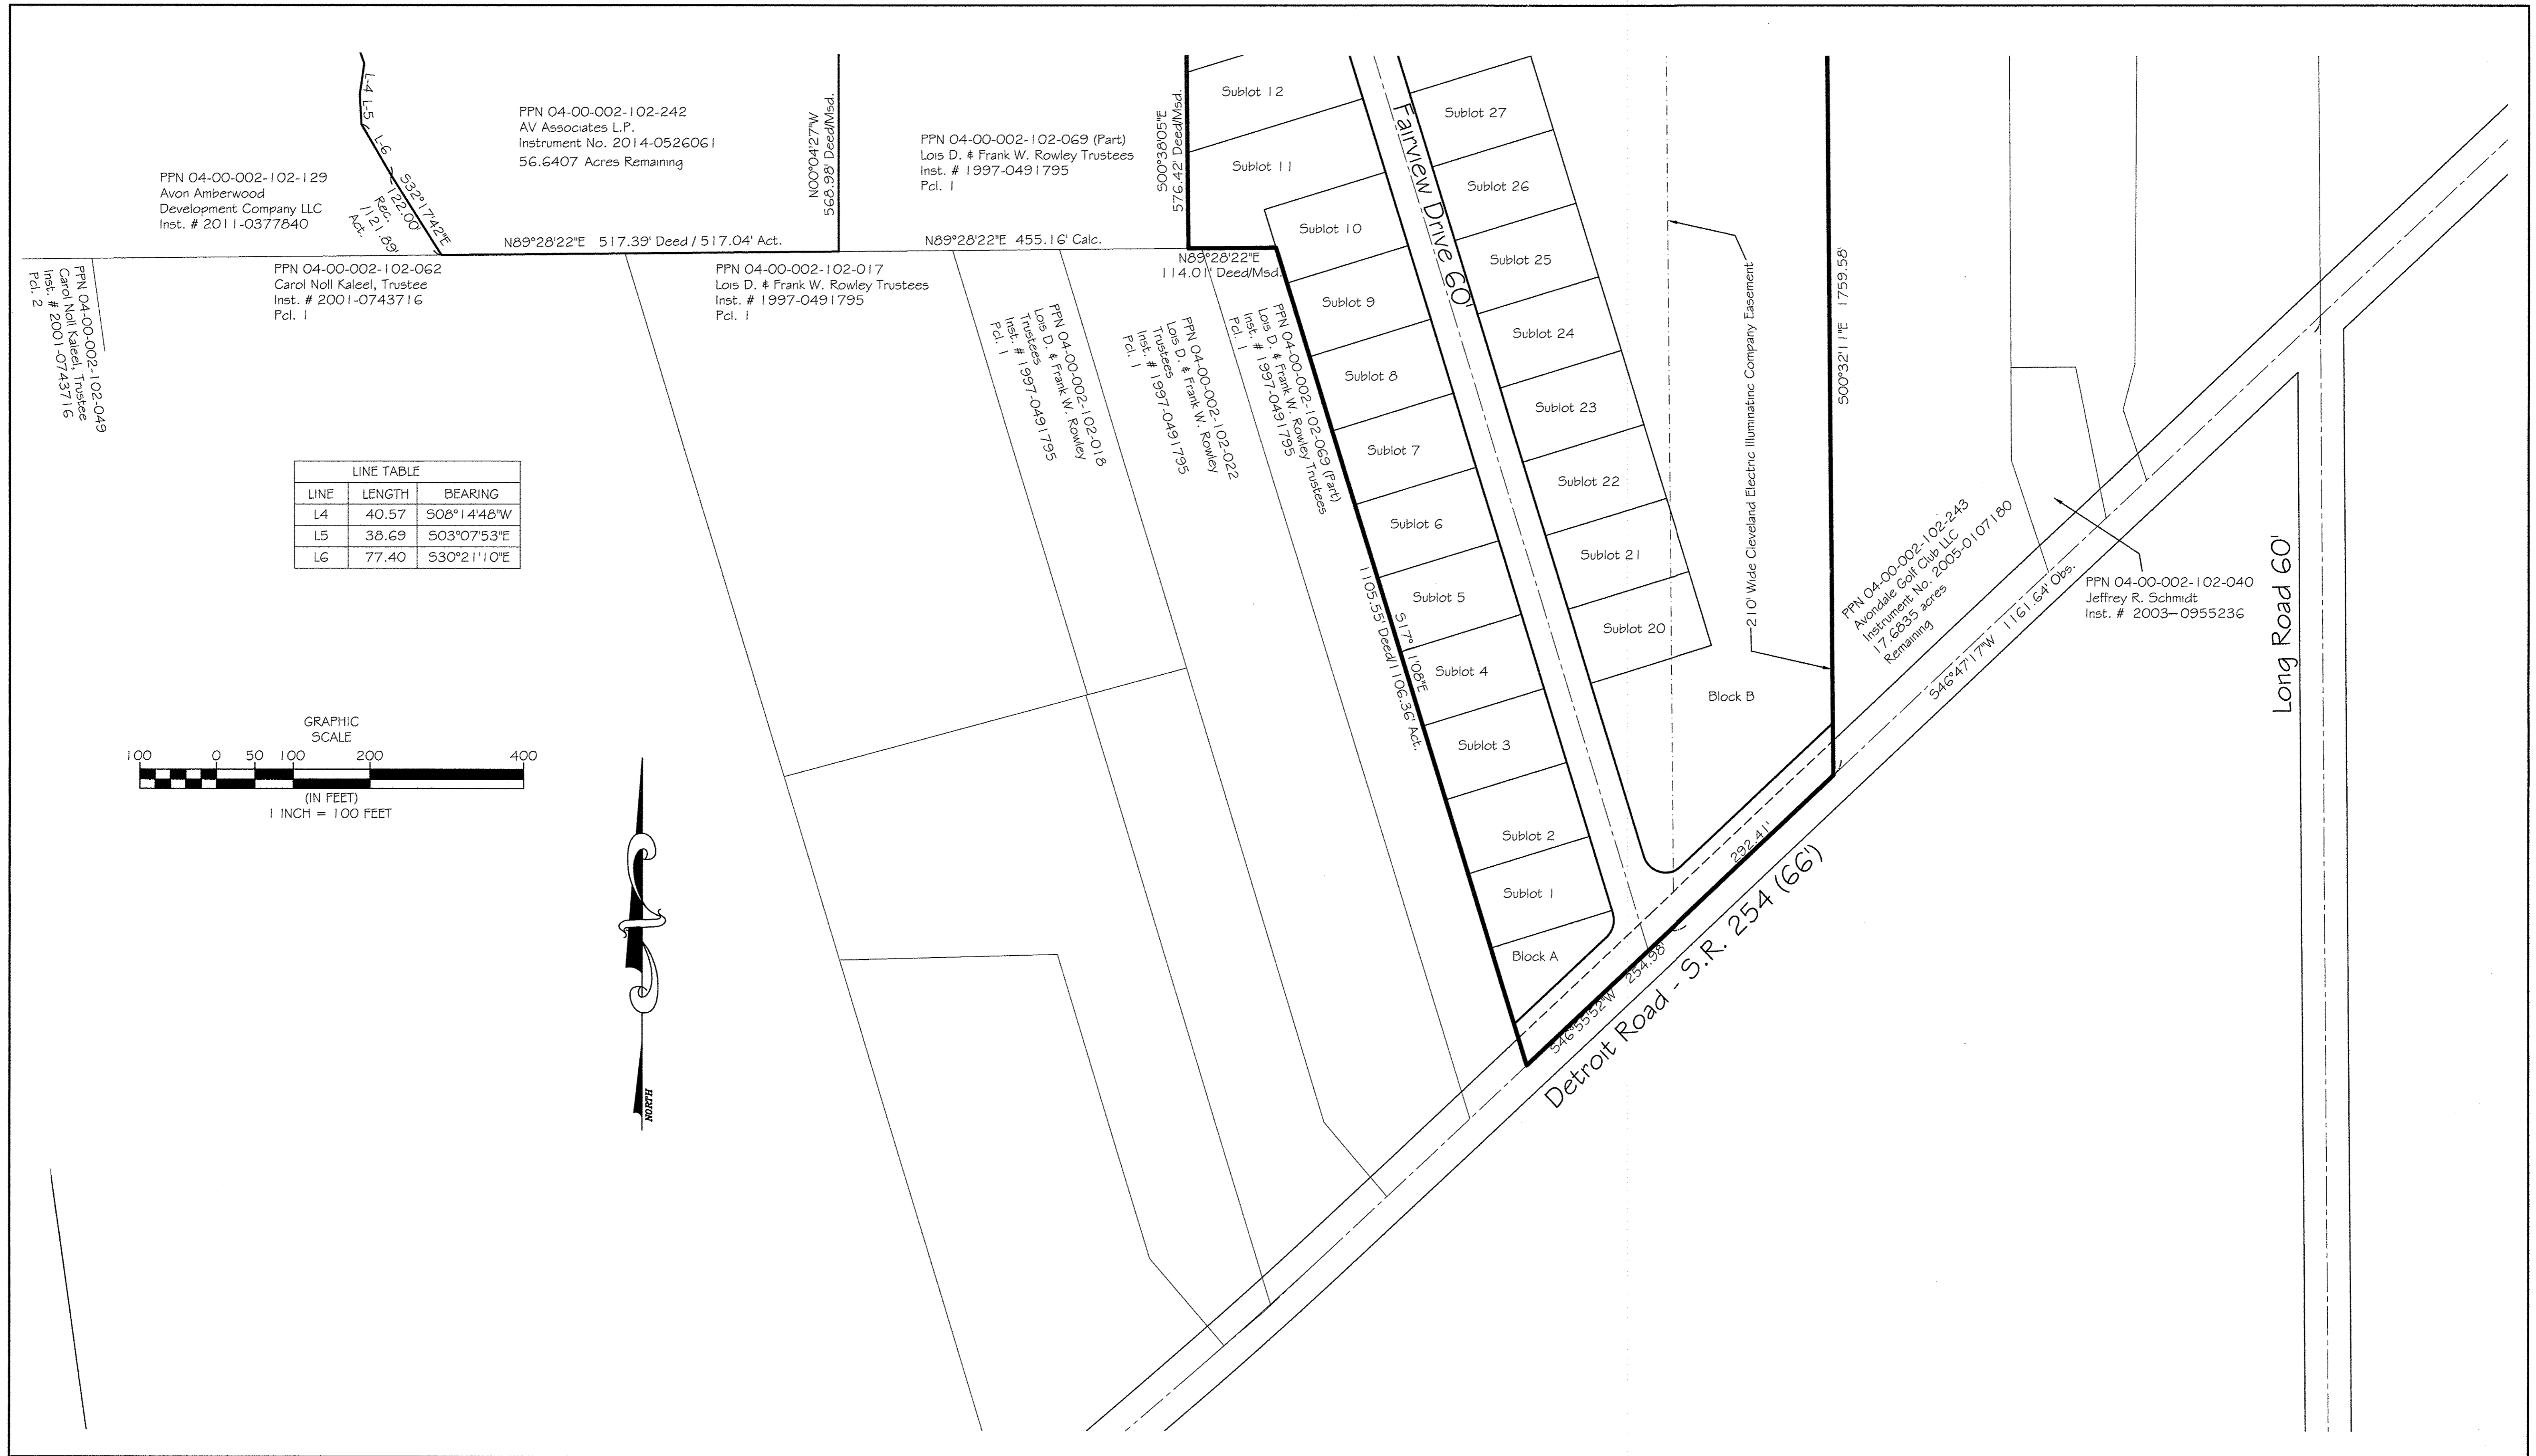 L-4
L-5
L-6
S32°17'42"E
122.00'
Rec.
/121.89'
Act.
PPN 04-00-002-102-129
Avon Amberwood
Development Company LLC
Inst. # 2011-0377840
PPN 04-00-002-102-242
AV Associates L.P.
Instrument No. 2014-0526061
56.6407 Acres Remaining
N00°04'27"W
568.98' Deed/Msd.
PPN 04-00-002-102-069 (Part)
Lois D. & Frank W. Rowley Trustees
Inst. # 1997-0491795
Pcl. 1
S00°38'05"E
576.42' Deed/Msd.
N89°28'22"E 517.39' Deed / 517.04' Act.
N89°28'22"E 455.16' Calc.
N89°28'22"E
114.01' Deed/Msd.
PPN 04-00-002-102-049
Carol Noll Kaleel, Trustee
Inst. # 2001-0743716
Pcl. 2
PPN 04-00-002-102-062
Carol Noll Kaleel, Trustee
Inst. # 2001-0743716
Pcl. 1
PPN 04-00-002-102-017
Lois D. & Frank W. Rowley Trustees
Inst. # 1997-0491795
Pcl. 1
PPN 04-00-002-102-018
Lois D. & Frank W. Rowley
Trustees
Inst. # 1997-0491795
Pcl. 1
PPN 04-00-002-102-022
Lois D. & Frank W. Rowley
Trustees
Inst. # 1997-0491795
Pcl. 1
PPN 04-00-002-102-069 (Part)
Lois D. & Frank W. Rowley Trustees
Inst. # 1997-0491795
Pcl. 1
LINE TABLE
LINE LENGTH BEARING
L4 40.57 S08°14'48"W
L5 38.69 S03°07'53"E
L6 77.40 S30°21'10"E
GRAPHIC
SCALE
100 0 50 100 200 400
(IN FEET)
1 INCH = 100 FEET
NORTH
Sublot 12
Sublot 11
Sublot 10
Sublot 9
Sublot 8
Sublot 7
Sublot 6
Sublot 5
Sublot 4
Sublot 3
Sublot 2
Sublot 1
Block A
S17°11'08"E
1105.55' Deed/1106.36' Act.
Fairview Drive 60'
Sublot 27
Sublot 26
Sublot 25
Sublot 24
Sublot 23
Sublot 22
Sublot 21
Sublot 20
Block B
210' Wide Cleveland Electric Illuminating Company Easement
S00°32'11"E 1759.58'
PPN 04-00-002-102-243
Avondale Golf Club LLC
Instrument No. 2005-0107180
17.6835 acres
Remaining
S46°47'17"W 1161.64' Obs.
PPN 04-00-002-102-040
Jeffrey R. Schmidt
Inst. # 2003-0955236
Long Road 60'
292.41'
S46°55'52"W 254.98'
Detroit Road - S.R. 254 (66')